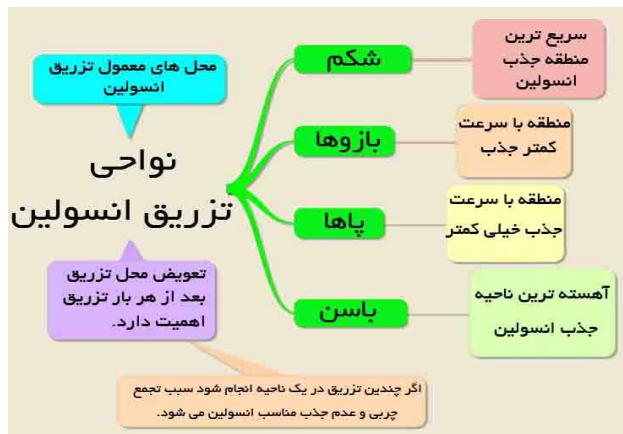 محل های معمول تزریق
انسولین
نواحی
تزریق انسولین
تعویض محل تزریق
بعد از هر بار تزریق
اهمیت دارد.
اگر چندین تزریق در یک ناحیه انجام شود سبب تجمع
چربی و عدم جذب مناسب انسولین می شود.
شکم
سریع ترین
منطقه جذب
انسولین
بازوها
منطقه با سرعت
کمتر جذب
پاها
منطقه با سرعت
جذب خیلی کمتر
باسن
آهسته ترین ناحیه
جذب انسولین